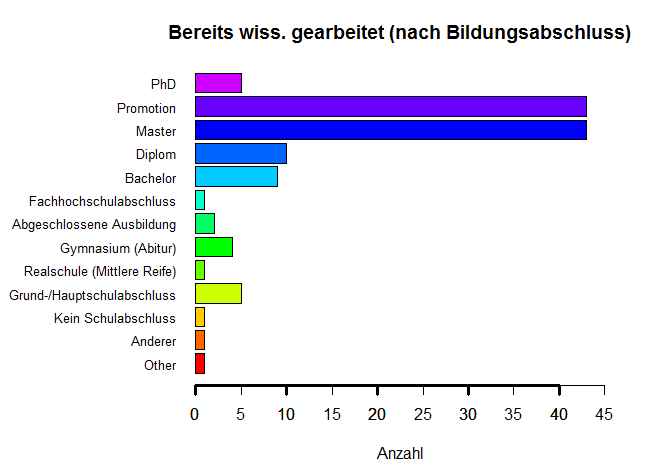 Bereits wiss. gearbeitet (nach Bildungsabschluss)
PhD
Promotion
Master
Diplom
Bachelor
Fachhochschulabschluss
Abgeschlossene Ausbildung
Gymnasium (Abitur)
Realschule (Mittlere Reife)
Grund-/Hauptschulabschluss
Kein Schulabschluss
Anderer
Other
0 5 10 15 20 25 30 35 40 45
Anzahl